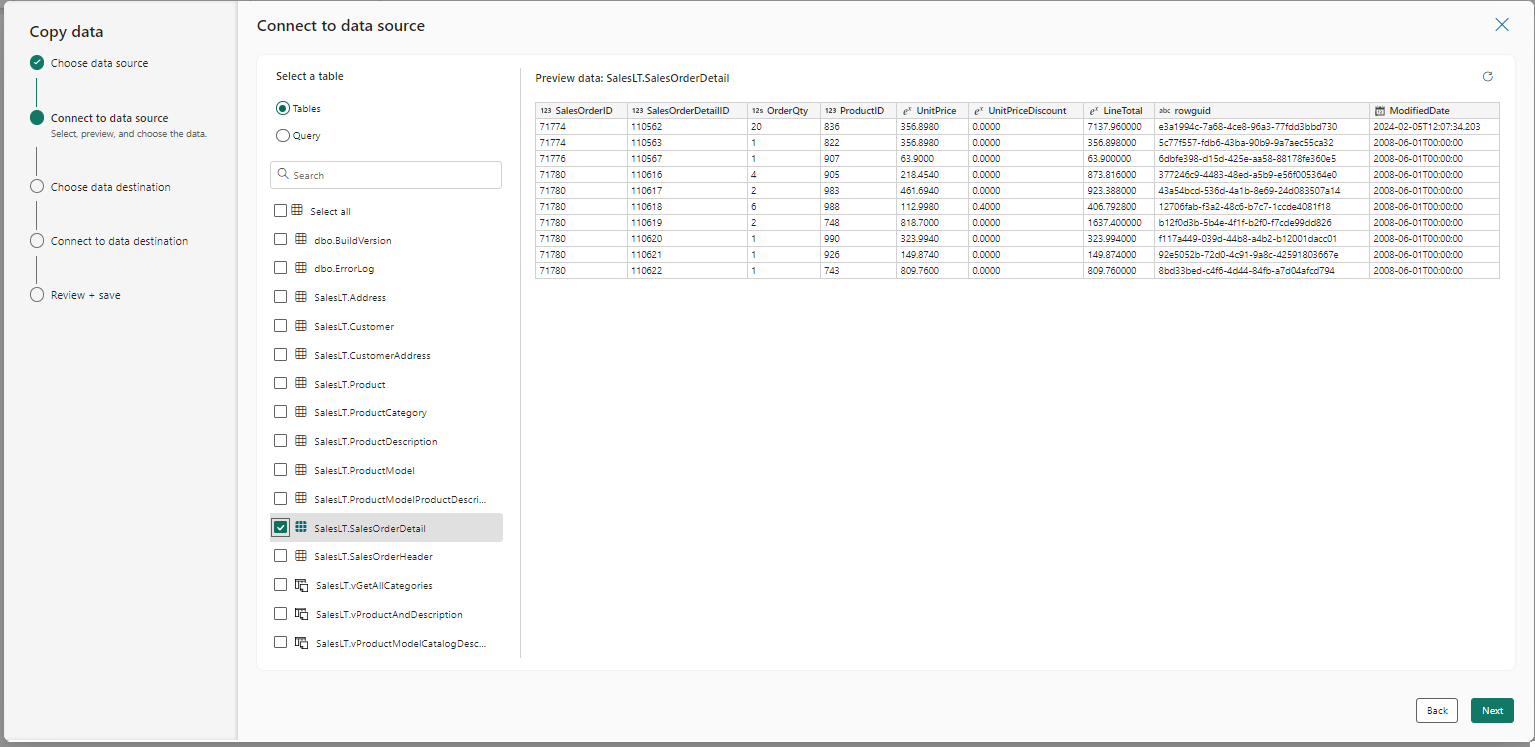 Copy data
Choose data source
Connect to data source
Select, preview, and choose the data.
Choose data destination
Connect to data destination
Review + save
Connect to data source
Select a table
Tables
Query
Search
Select all
dbo.BuildVersion
dbo.ErrorLog
SalesLT.Address
SalesLT.Customer
SalesLT.CustomerAddress
SalesLT.Product
SalesLT.ProductCategory
SalesLT.ProductDescription
SalesLT.ProductModel
SalesLT.ProductModelProductDescri...
SalesLT.SalesOrderDetail
SalesLT.SalesOrderHeader
SalesLT.vGetAllCategories
SalesLT.vProductAndDescription
SalesLT.vProductModelCatalogDesc...
Preview data: SalesLT.SalesOrderDetail
123 SalesOrderID 123 SalesOrderDetailID 12s OrderQty 123 ProductID eˣ UnitPrice eˣ UnitPriceDiscount eˣ LineTotal abc rowguid ModifiedDate
71774 110562 20 836 356.8980 0.0000 7137.960000 e3a1994c-7a68-4ce8-96a3-77fdd3bbd730 2024-02-05T12:07:34.203
71774 110563 1 822 356.8980 0.0000 356.898000 5c77f557-fdb6-43ba-90b9-9a7aec55ca32 2008-06-01T00:00:00
71776 110567 1 907 63.9000 0.0000 63.900000 6dbfe398-d15d-425e-aa58-88178fe360e5 2008-06-01T00:00:00
71780 110616 4 905 218.4540 0.0000 873.816000 377246c9-4483-48ed-a5b9-e56f005364e0 2008-06-01T00:00:00
71780 110617 2 983 461.6940 0.0000 923.388000 43a54bcd-536d-4a1b-8e69-24d083507a14 2008-06-01T00:00:00
71780 110618 6 988 112.9980 0.4000 406.792800 12706fab-f3a2-48c6-b7c7-1ccde4081f18 2008-06-01T00:00:00
71780 110619 2 748 818.7000 0.0000 1637.400000 b12f0d3b-5b4e-4f1f-b2f0-f7cde99dd826 2008-06-01T00:00:00
71780 110620 1 990 323.9940 0.0000 323.994000 f117a449-039d-44b8-a4b2-b12001dacc01 2008-06-01T00:00:00
71780 110621 1 926 149.8740 0.0000 149.874000 92e5052b-72d0-4c91-9a8c-42591803667e 2008-06-01T00:00:00
71780 110622 1 743 809.7600 0.0000 809.760000 8bd33bed-c4f6-4d44-84fb-a7d04afcd794 2008-06-01T00:00:00
Back
Next